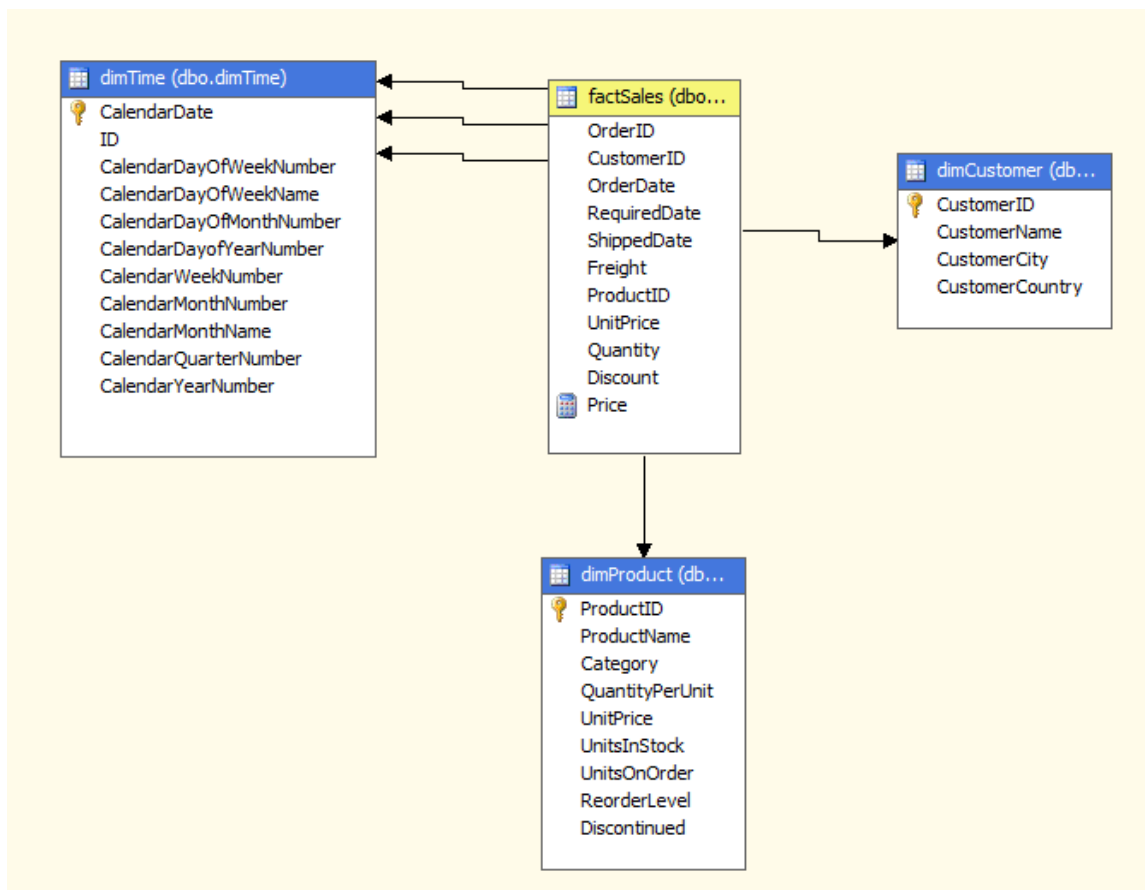 dimTime (dbo.dimTime)
CalendarDate
ID
CalendarDayOfWeekNumber
CalendarDayOfWeekName
CalendarDayOfMonthNumber
CalendarDayofYearNumber
CalendarWeekNumber
CalendarMonthNumber
CalendarMonthName
CalendarQuarterNumber
CalendarYearNumber
factSales (dbo...
OrderID
CustomerID
OrderDate
RequiredDate
ShippedDate
Freight
ProductID
UnitPrice
Quantity
Discount
Price
dimCustomer (db...
CustomerID
CustomerName
CustomerCity
CustomerCountry
dimProduct (db...
ProductID
ProductName
Category
QuantityPerUnit
UnitPrice
UnitsInStock
UnitsOnOrder
ReorderLevel
Discontinued